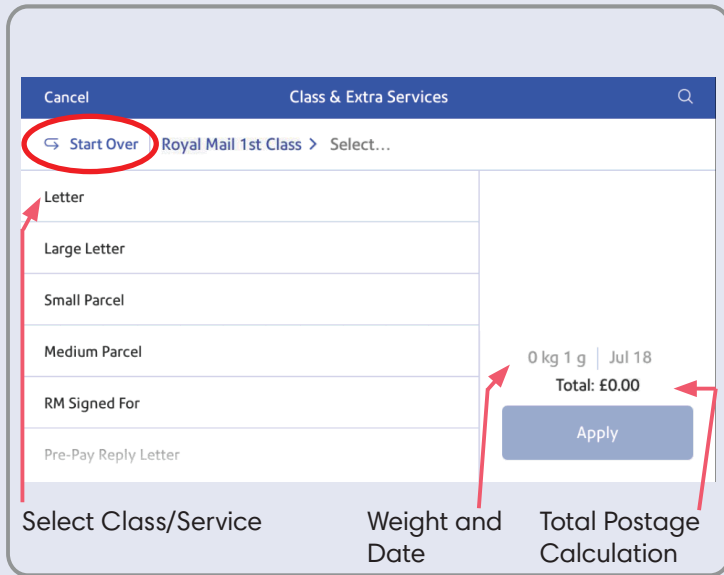 Cancel Class & Extra Services
Start Over Royal Mail 1st Class > Select...
Letter
Large Letter
Small Parcel
Medium Parcel
RM Signed For
Pre-Pay Reply Letter
0 kg 1 g | Jul 18
Total: £0.00
Apply
Select Class/Service
Weight and
Date
Total Postage
Calculation